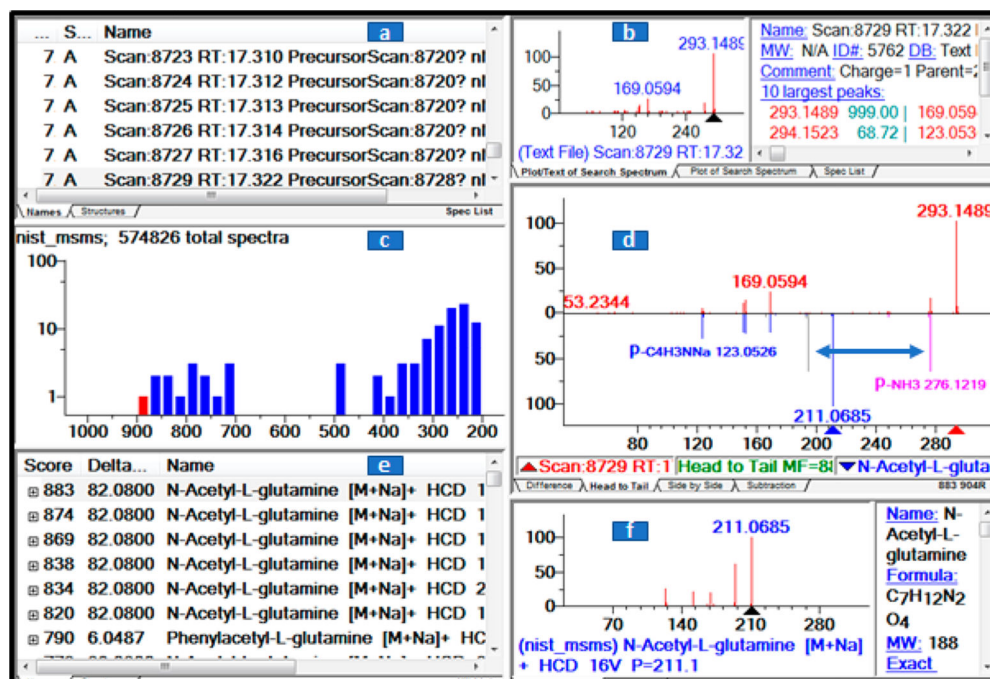 ... S... Name
a
7 A Scan:8723 RT:17.310 PrecursorScan:8720? nl
7 A Scan:8724 RT:17.312 PrecursorScan:8720? nl
7 A Scan:8725 RT:17.313 PrecursorScan:8720? nl
7 A Scan:8726 RT:17.314 PrecursorScan:8720? nl
7 A Scan:8727 RT:17.316 PrecursorScan:8720? nl
7 A Scan:8729 RT:17.322 PrecursorScan:8728? nl
Names Structures Spec List
b
293.1489
100
50
0
169.0594
120 240
(Text File) Scan:8729 RT:17.32
Plot/Text of Search Spectrum Plot of Search Spectrum Spec List
Name: Scan:8729 RT:17.322
MW: N/A ID#: 5762 DB: Text
Comment: Charge=1 Parent=2
10 largest peaks:
293.1489 999.00 | 169.059
294.1523 68.72 | 123.053
nist_msms; 574826 total spectra
c
100
10
1
1000 900 800 700 600 500 400 300 200
d
293.1489
100
50
169.0594
53.2344
0
p-C4H3NNa 123.0526
50
p-NH3 276.1219
100
211.0685
80 120 160 200 240 280
Scan:8729 RT:1 Head to Tail MF=88 N-Acetyl-L-gluta
Difference Head to Tail Side by Side Subtraction 883 904R
Score Delta... Name
e
883 82.0800 N-Acetyl-L-glutamine [M+Na]+ HCD 1
874 82.0800 N-Acetyl-L-glutamine [M+Na]+ HCD 1
869 82.0800 N-Acetyl-L-glutamine [M+Na]+ HCD 1
838 82.0800 N-Acetyl-L-glutamine [M+Na]+ HCD 1
834 82.0800 N-Acetyl-L-glutamine [M+Na]+ HCD 2
820 82.0800 N-Acetyl-L-glutamine [M+Na]+ HCD 1
790 6.0487 Phenylacetyl-L-glutamine [M+Na]+ HC
f
211.0685
100
50
0
70 140 210 280
(nist_msms) N-Acetyl-L-glutamine [M+Na]
+ HCD 16V P=211.1
Name: N-
Acetyl-L-
glutamine
Formula:
C7H12N2
O4
MW: 188
Exact